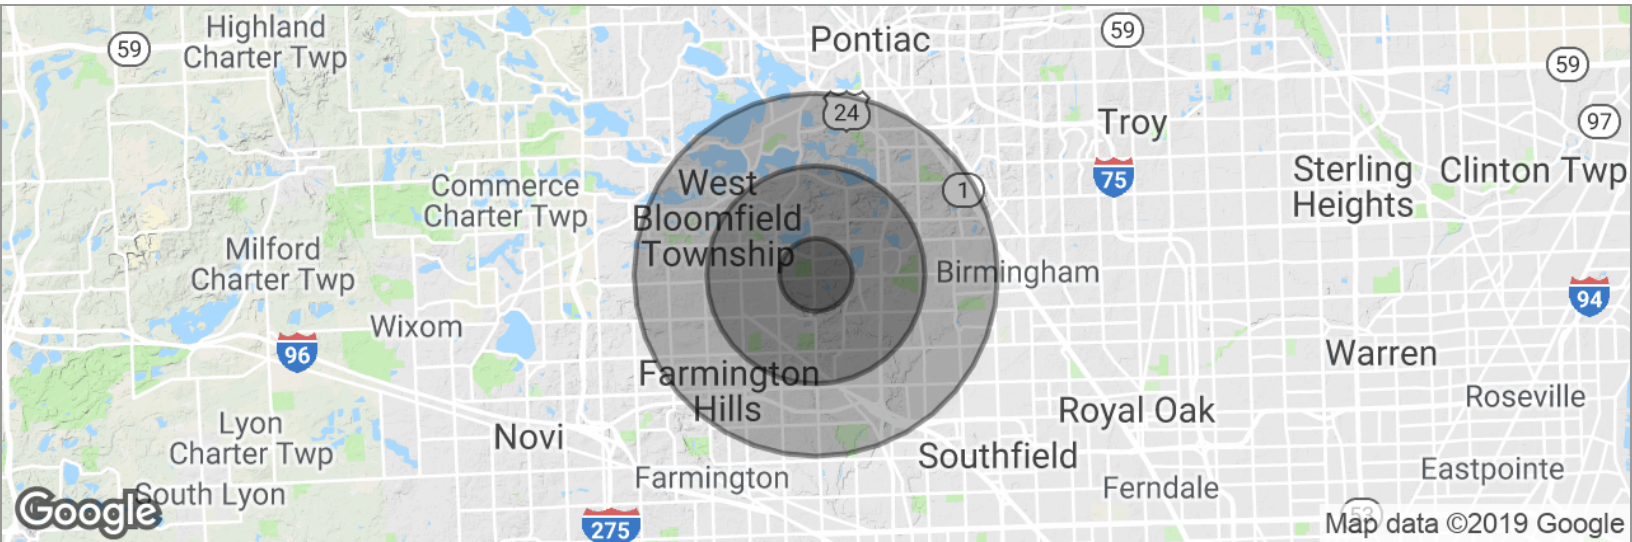 Highland
Charter Twp
59
Pontiac
59
59
24
Troy
97
75
Sterling
Heights
Clinton Twp
West
Bloomfield
Township
1
Commerce
Charter Twp
Milford
Charter Twp
Birmingham
94
Wixom
96
Warren
Farmington
Hills
Roseville
Royal Oak
Lyon
Charter Twp
Novi
Southfield
Eastpointe
Farmington
Ferndale
South Lyon
Google
275
53
Map data ©2019 Google